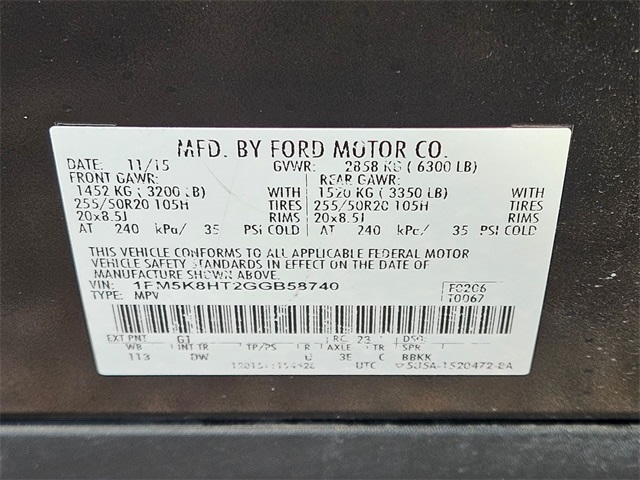 MFD. BY FORD MOTOR CO.
DATE: 11/15 GVWR: 2858 KG ( 6300 LB)
FRONT GAWR: REAR GAWR:
1452 KG ( 3200 LB) WITH 1520 KG ( 3350 LB) WITH
255/50R20 105H TIRES 255/50R20 105H TIRES
20x8.5J RIMS 20x8.5J RIMS
AT 240 kPa/ 35 PSI COLD AT 240 kPa/ 35 PSI COLD
THIS VEHICLE CONFORMS TO ALL APPLICABLE FEDERAL MOTOR
VEHICLE SAFETY STANDARDS IN EFFECT ON THE DATE OF
MANUFACTURE SHOWN ABOVE.
VIN: 1FM5K8HT2GGB58740 F0206
TYPE: MPV T0067
EXT PNT: G1 RC: 23 DSO:
WB INT TR TP/PS R AXLE TR SPR
113 DW U 3E C BBKK
UTC